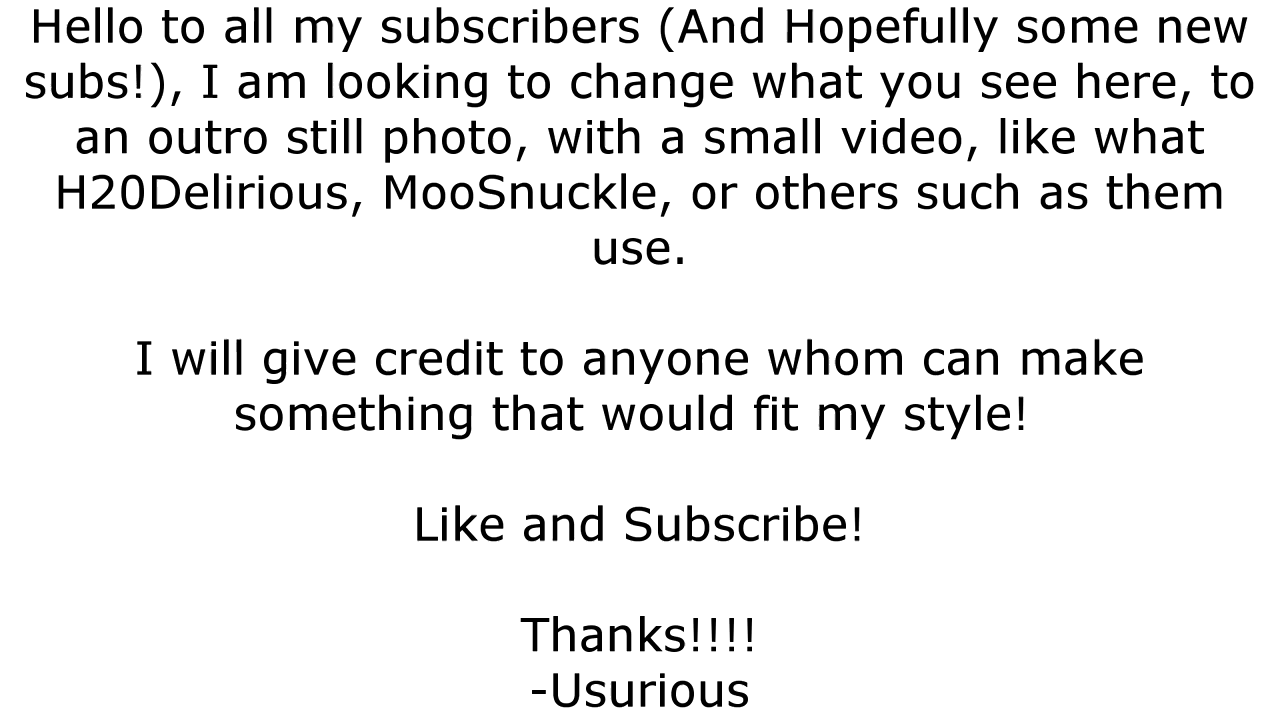 Hello to all my subscribers (And Hopefully some new
subs!), I am looking to change what you see here, to
an outro still photo, with a small video, like what
H20Delirious, MooSnuckle, or others such as them
use.
I will give credit to anyone whom can make
something that would fit my style!
Like and Subscribe!
Thanks!!!!
-Usurious